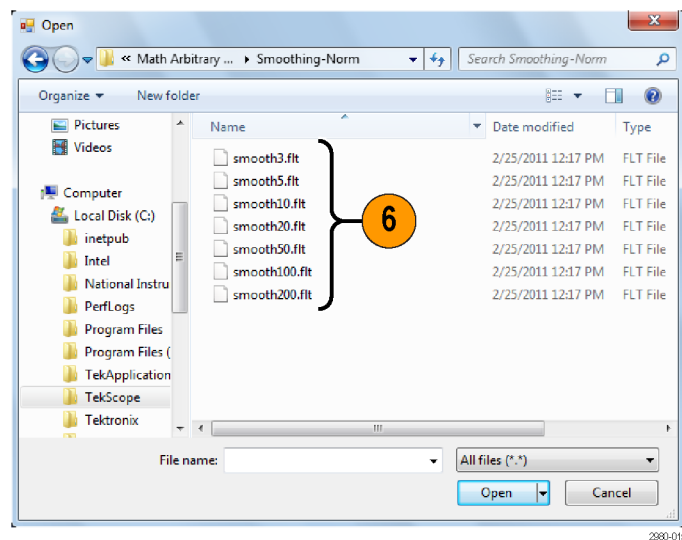 Open
« Math Arbitrary ... Smoothing-Norm
Search Smoothing-Norm
Organize New folder
Pictures
Videos
Computer
Local Disk (C:)
inetpub
Intel
National Instru
PerfLogs
Program Files
Program Files (
TekApplication
TekScope
Tektronix
Name Date modified Type
smooth3.flt 2/25/2011 12:17 PM FLT File
smooth5.flt 2/25/2011 12:17 PM FLT File
smooth10.flt 2/25/2011 12:17 PM FLT File
smooth20.flt 2/25/2011 12:17 PM FLT File
smooth50.flt 2/25/2011 12:17 PM FLT File
smooth100.flt 2/25/2011 12:17 PM FLT File
smooth200.flt 2/25/2011 12:17 PM FLT File
6
File name: All files (*.*)
Open Cancel